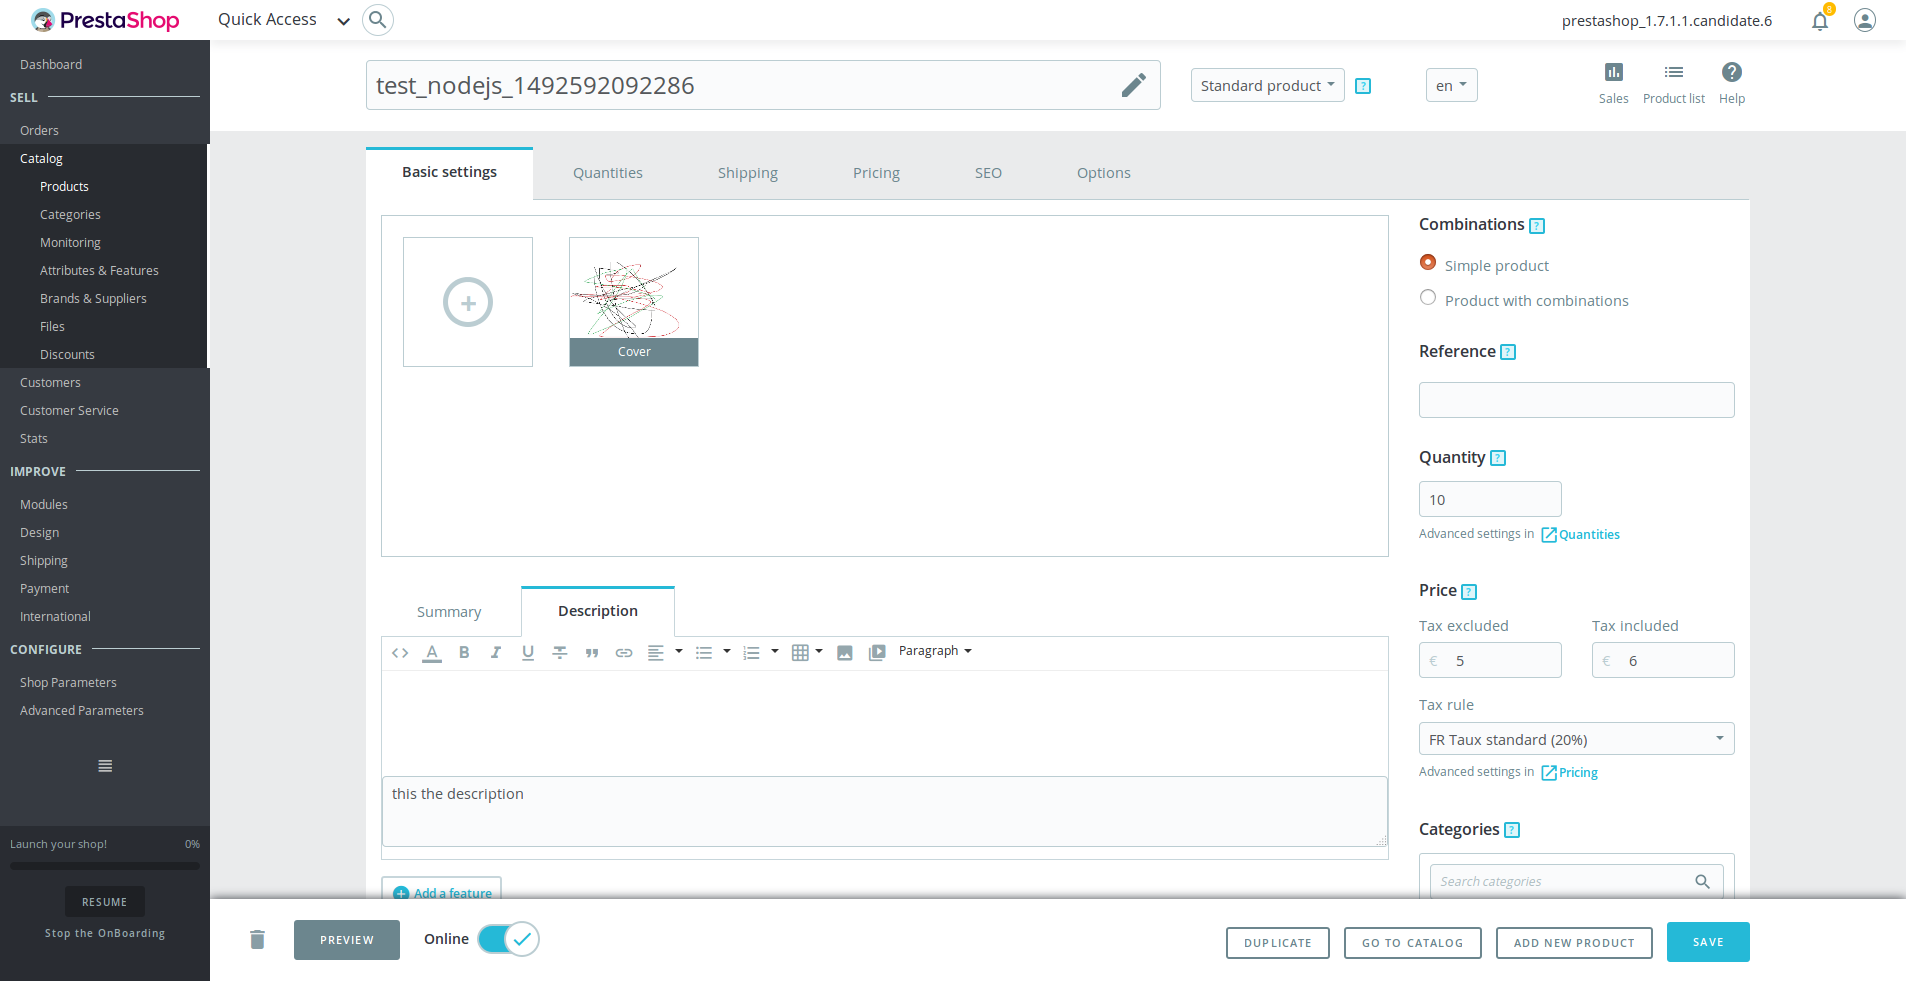 PrestaShop
Quick Access
prestashop_1.7.1.1.candidate.6
8
Dashboard
SELL
Orders
Catalog
Products
Categories
Monitoring
Attributes & Features
Brands & Suppliers
Files
Discounts
Customers
Customer Service
Stats
IMPROVE
Modules
Design
Shipping
Payment
International
CONFIGURE
Shop Parameters
Advanced Parameters
Launch your shop! 0%
RESUME
Stop the OnBoarding
test_nodejs_1492592092286
Standard product ?
en
Sales Product list Help
Basic settings Quantities Shipping Pricing SEO Options
Cover
Summary Description
Paragraph
this the description
Add a feature
Combinations ?
Simple product
Product with combinations
Reference ?
Quantity ?
10
Advanced settings in Quantities
Price ?
Tax excluded Tax included
€ 5 € 6
Tax rule
FR Taux standard (20%)
Advanced settings in Pricing
Categories ?
Search categories
PREVIEW Online DUPLICATE GO TO CATALOG ADD NEW PRODUCT SAVE